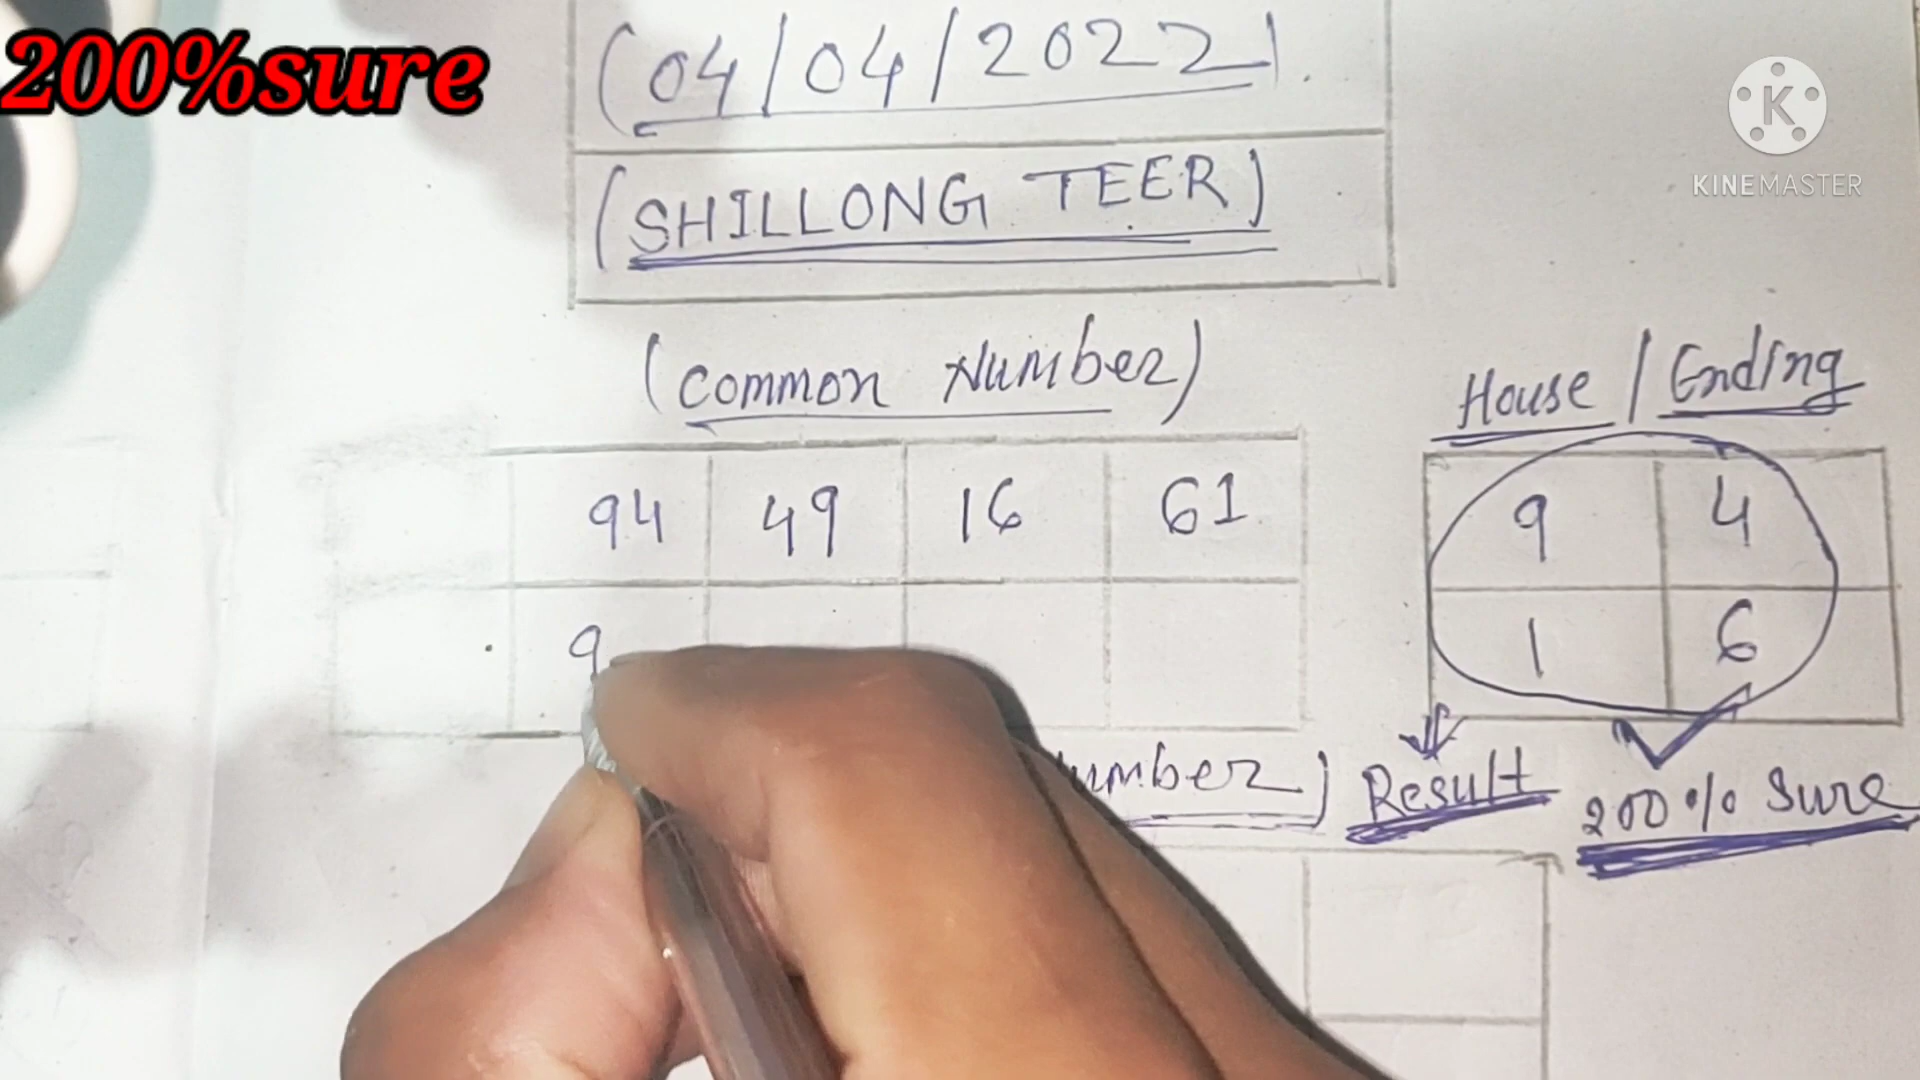 200%sure
(04/04/2022).
KINEMASTER
(SHILLONG TEER)
(Common Number)
House / Ending
94 49 16 61
9 4
9
1 6
Number)
Result
200% Sure